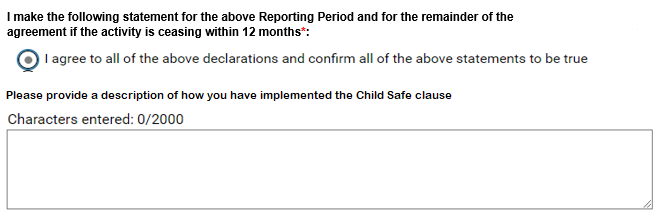 I make the following statement for the above Reporting Period and for the remainder of the
agreement if the activity is ceasing within 12 months*:
I agree to all of the above declarations and confirm all of the above statements to be true
Please provide a description of how you have implemented the Child Safe clause
Characters entered: 0/2000